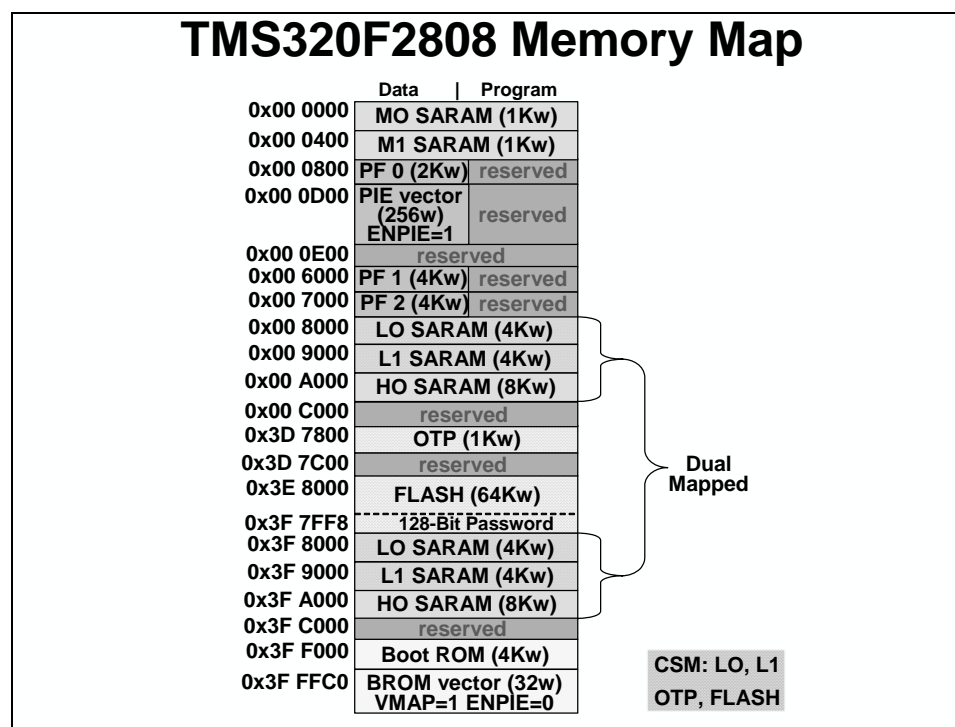 TMS320F2808 Memory Map
Data | Program
0x00 0000 MO SARAM (1Kw)
0x00 0400 M1 SARAM (1Kw)
0x00 0800 PF 0 (2Kw) reserved
0x00 0D00 PIE vector
(256w) reserved
ENPIE=1
0x00 0E00 reserved
0x00 6000 PF 1 (4Kw) reserved
0x00 7000 PF 2 (4Kw) reserved
0x00 8000 LO SARAM (4Kw)
0x00 9000 L1 SARAM (4Kw)
0x00 A000 HO SARAM (8Kw)
0x00 C000 reserved
0x3D 7800 OTP (1Kw)
0x3D 7C00 reserved
Dual
Mapped
0x3E 8000 FLASH (64Kw)
0x3F 7FF8 128-Bit Password
0x3F 8000 LO SARAM (4Kw)
0x3F 9000 L1 SARAM (4Kw)
0x3F A000 HO SARAM (8Kw)
0x3F C000 reserved
0x3F F000 Boot ROM (4Kw)
0x3F FFC0 BROM vector (32w)
VMAP=1 ENPIE=0
CSM: LO, L1
OTP, FLASH